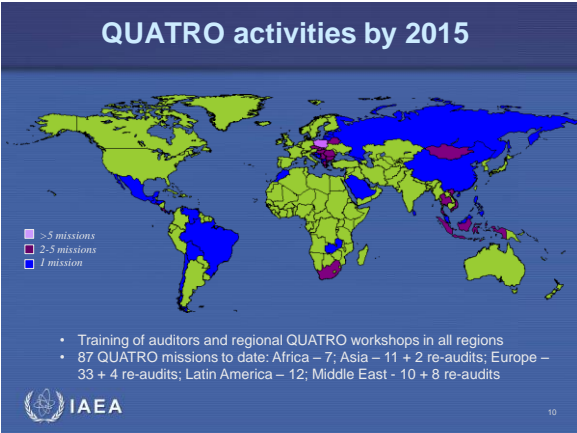 QUATRO activities by 2015
>5 missions
2-5 missions
1 mission
• Training of auditors and regional QUATRO workshops in all regions
• 87 QUATRO missions to date: Africa – 7; Asia – 11 + 2 re-audits; Europe –
33 + 4 re-audits; Latin America – 12; Middle East - 10 + 8 re-audits
IAEA
10